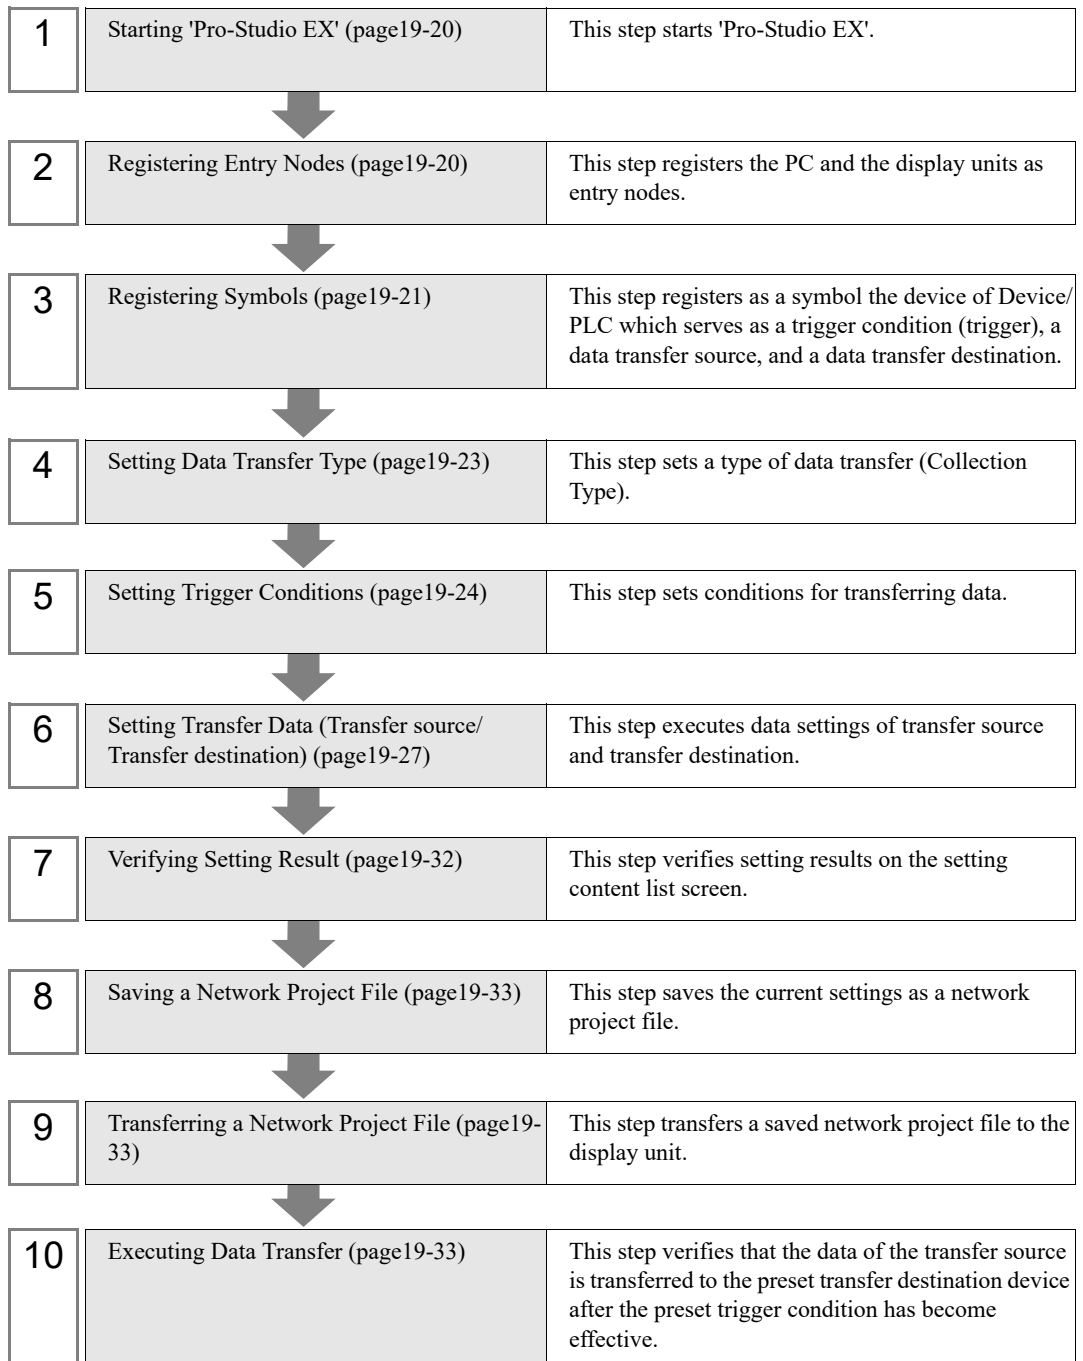 1
Starting 'Pro-Studio EX' (page19-20)
This step starts 'Pro-Studio EX'.
2
Registering Entry Nodes (page19-20)
This step registers the PC and the display units as
entry nodes.
3
Registering Symbols (page19-21)
This step registers as a symbol the device of Device/
PLC which serves as a trigger condition (trigger), a
data transfer source, and a data transfer destination.
4
Setting Data Transfer Type (page19-23)
This step sets a type of data transfer (Collection
Type).
5
Setting Trigger Conditions (page19-24)
This step sets conditions for transferring data.
6
Setting Transfer Data (Transfer source/
Transfer destination) (page19-27)
This step executes data settings of transfer source
and transfer destination.
7
Verifying Setting Result (page19-32)
This step verifies setting results on the setting
content list screen.
8
Saving a Network Project File (page19-33)
This step saves the current settings as a network
project file.
9
Transferring a Network Project File (page19-
33)
This step transfers a saved network project file to the
display unit.
10
Executing Data Transfer (page19-33)
This step verifies that the data of the transfer source
is transferred to the preset transfer destination device
after the preset trigger condition has become
effective.